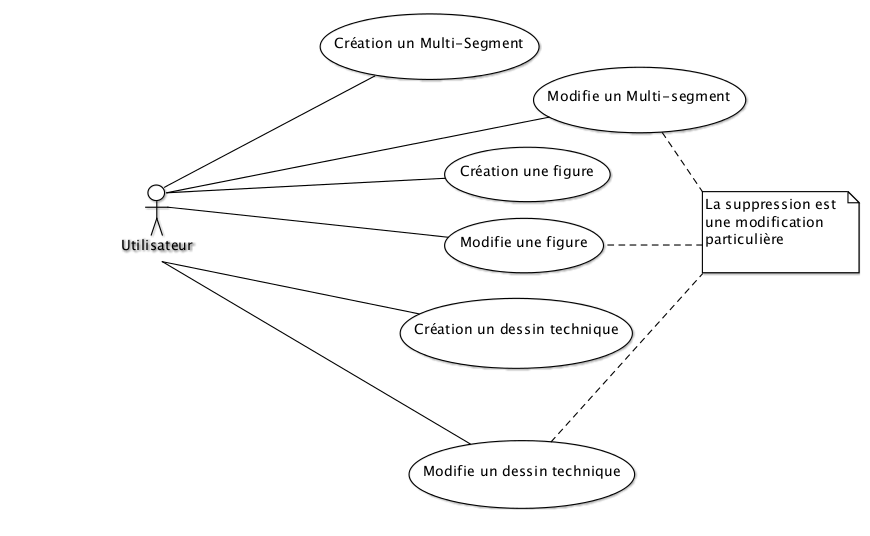 Création un Multi-Segment
Modifie un Multi-segment
Création une figure
La suppression est
une modification
particulière
Utilisateur
Modifie une figure
Création un dessin technique
Modifie un dessin technique